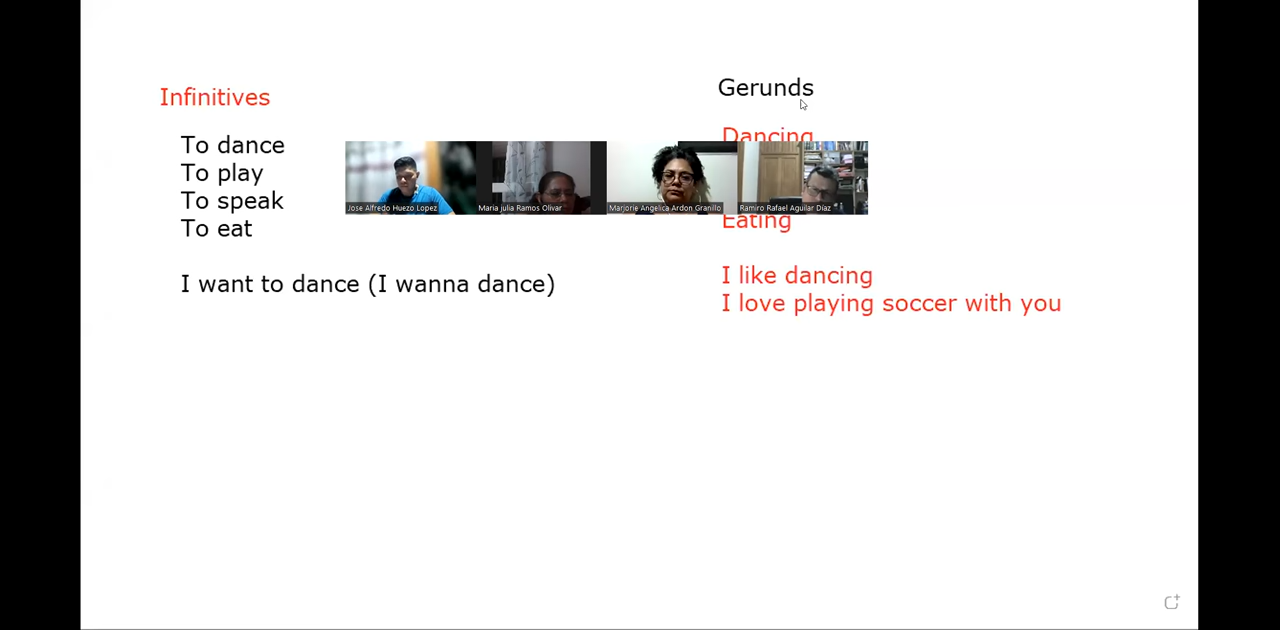 Infinitives
To dance
To play
To speak
To eat
I want to dance (I wanna dance)
Jose Alfredo Huezo Lopez
Maria julia Ramos Olivar
Marjorie Angelica Ardon Granillo
Ramiro Rafael Aguilar Díaz
Gerunds
Dancing
Eating
I like dancing
I love playing soccer with you